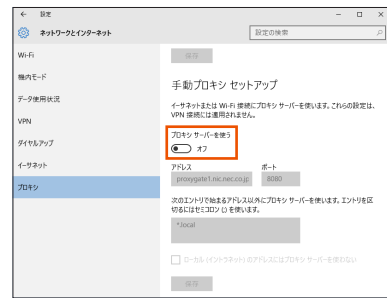 ← 設定 － □ ×
ネットワークとインターネット
設定の検索
Wi-Fi
機内モード
データ使用状況
VPN
ダイヤルアップ
イーサネット
プロキシ
保存
手動プロキシ セットアップ
イーサネットまたは Wi-Fi 接続にプロキシ サーバーを使います。これらの設定は、
VPN 接続には適用されません。
プロキシ サーバーを使う
オフ
アドレス ポート
proxygate1.nic.nec.co.jp 8080
次のエントリで始まるアドレス以外にプロキシ サーバーを使います。エントリを区
切るにはセミコロン (;) を使います。
*.local
ローカル (イントラネット) のアドレスにはプロキシ サーバーを使わない
保存